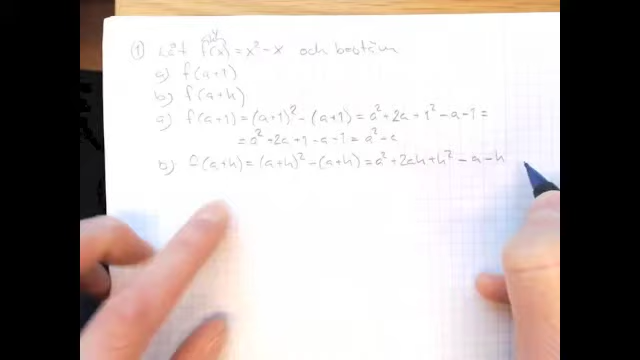 ① Låt f(x) = x² - x och bestäm
a) f(a+1)
b) f(a+h)
a) f(a+1) = (a+1)² - (a+1) = a² + 2a + 1² - a - 1 =
= a² + 2a + 1 - a - 1 = a² + a
b) f(a+h) = (a+h)² - (a+h) = a² + 2ah + h² - a - h